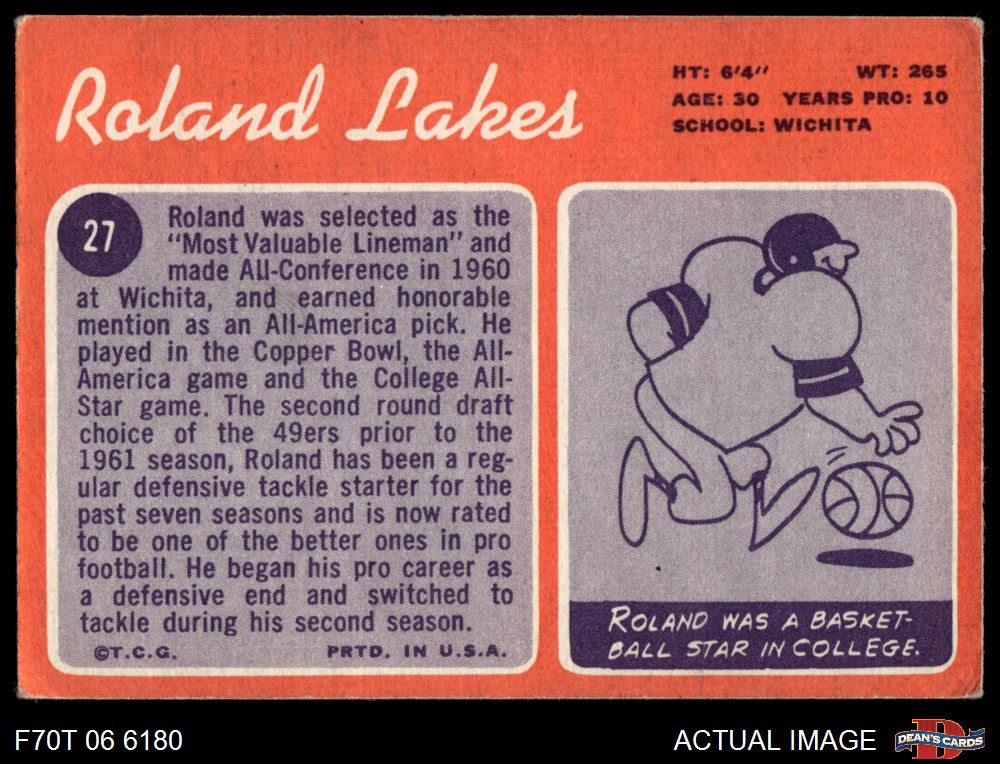 Roland Lakes
HT: 6'4" WT: 265
AGE: 30 YEARS PRO: 10
SCHOOL: WICHITA
27
Roland was selected as the
"Most Valuable Lineman" and
made All-Conference in 1960
at Wichita, and earned honorable
mention as an All-America pick. He
played in the Copper Bowl, the All-
America game and the College All-
Star game. The second round draft
choice of the 49ers prior to the
1961 season, Roland has been a reg-
ular defensive tackle starter for the
past seven seasons and is now rated
to be one of the better ones in pro
football. He began his pro career as
a defensive end and switched to
tackle during his second season.
©T.C.G. PRTD. IN U.S.A.
ROLAND WAS A BASKET-
BALL STAR IN COLLEGE.
F70T 06 6180
ACTUAL IMAGE
D
DEAN'S CARDS